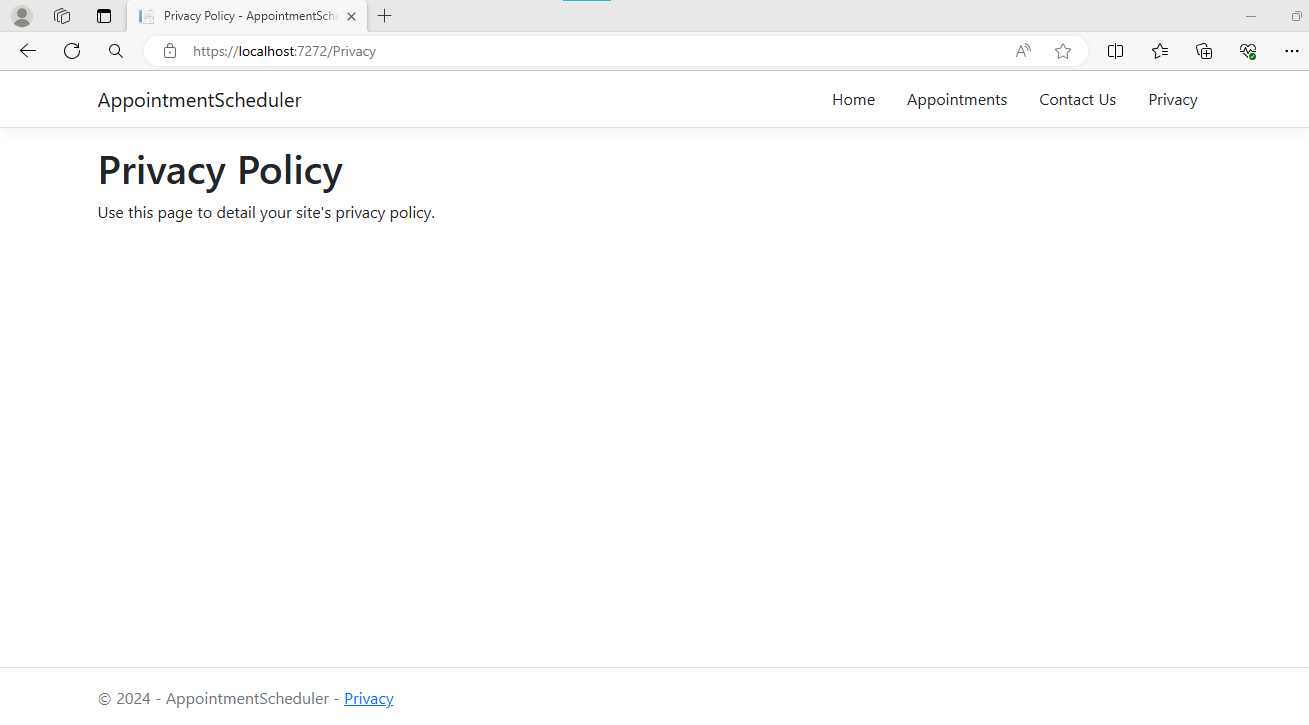 Privacy Policy - AppointmentSche
https://localhost:7272/Privacy
AppointmentScheduler
Home Appointments Contact Us Privacy
Privacy Policy
Use this page to detail your site's privacy policy.
© 2024 - AppointmentScheduler - Privacy